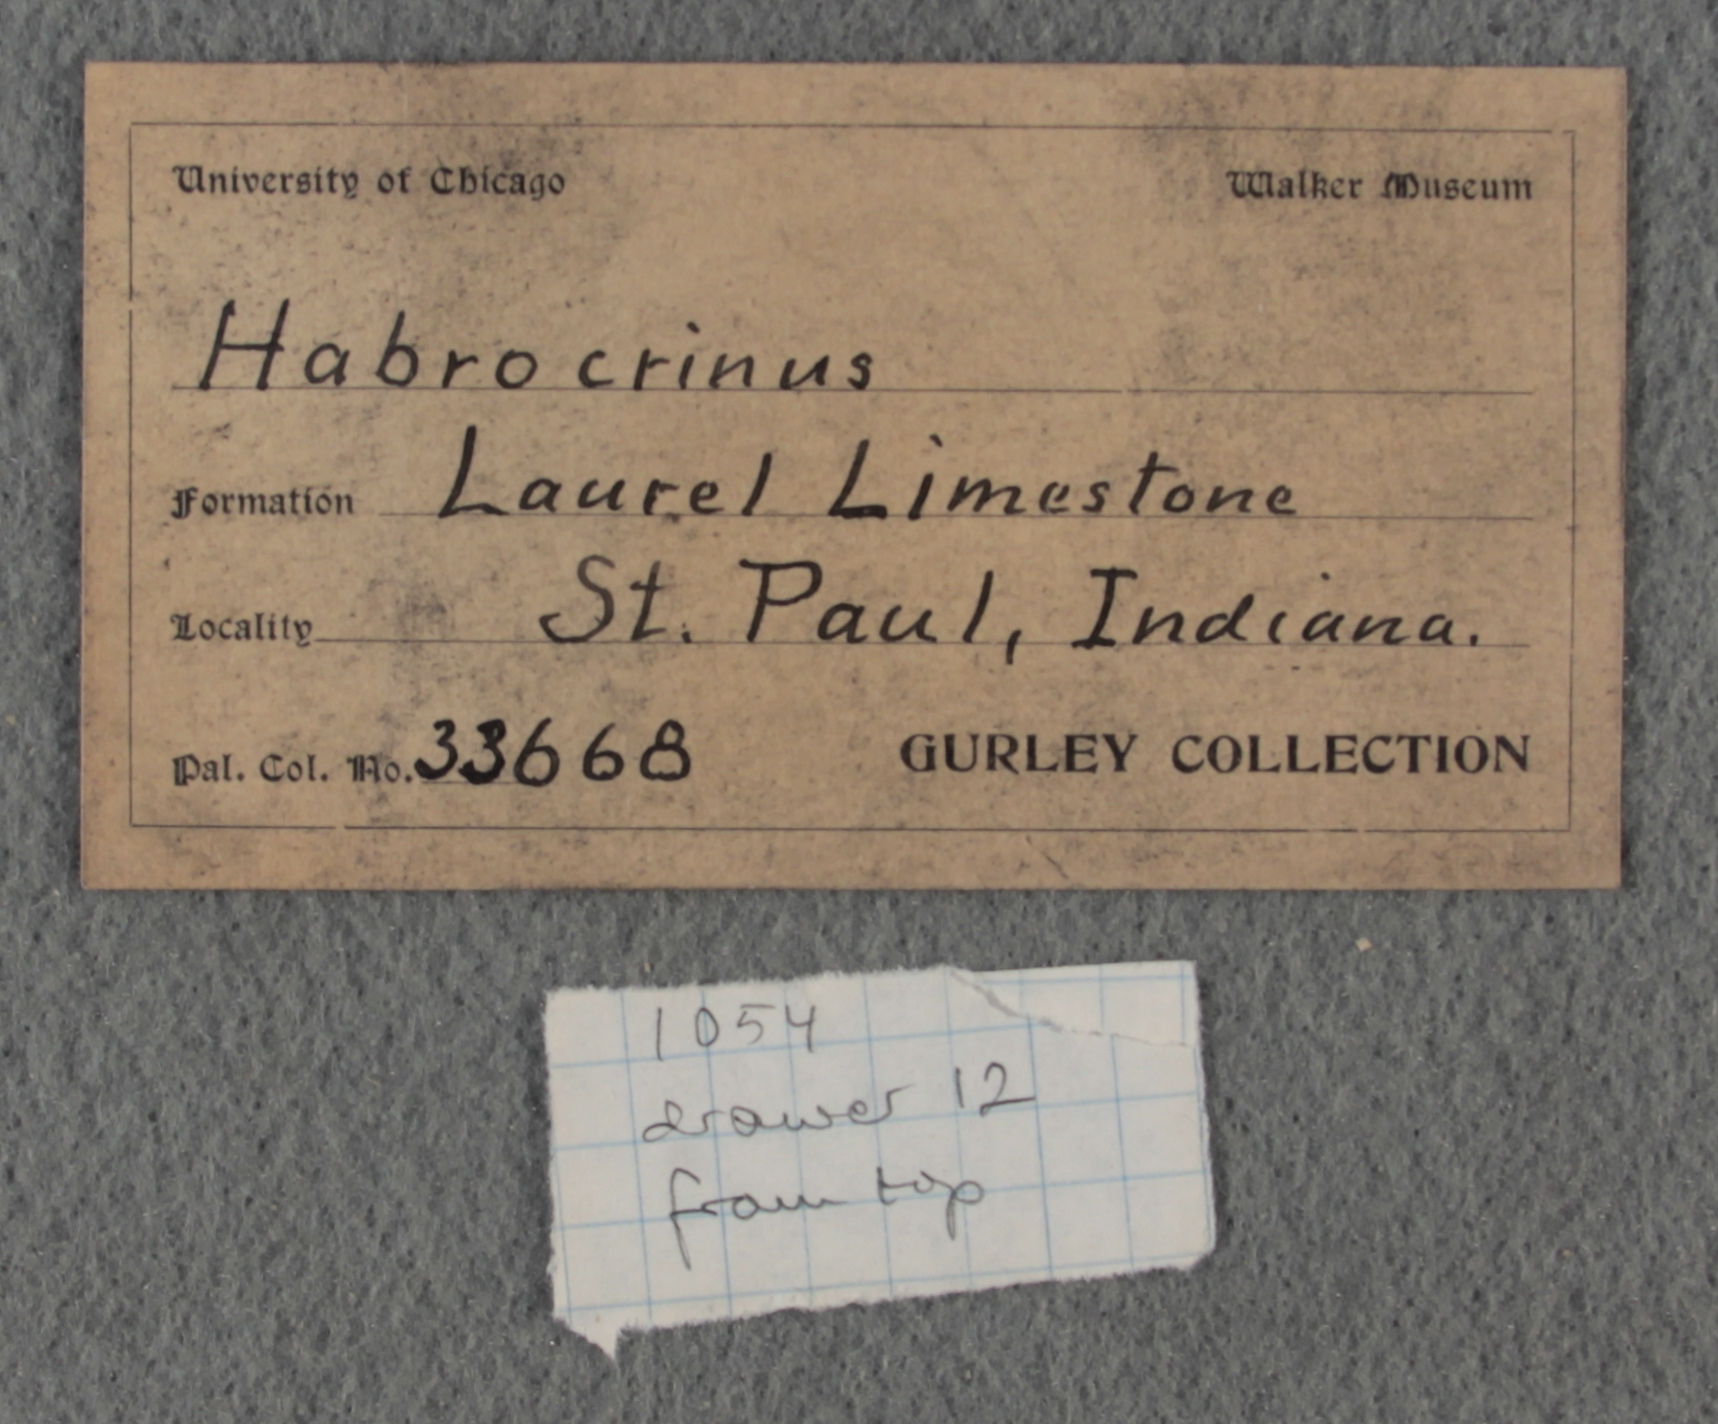 University of Chicago Walker Museum
Habrocrinus
Formation Laurel Limestone
Locality St. Paul, Indiana.
Pal. Col. No. 33668 GURLEY COLLECTION
1054
drawer 12
from top